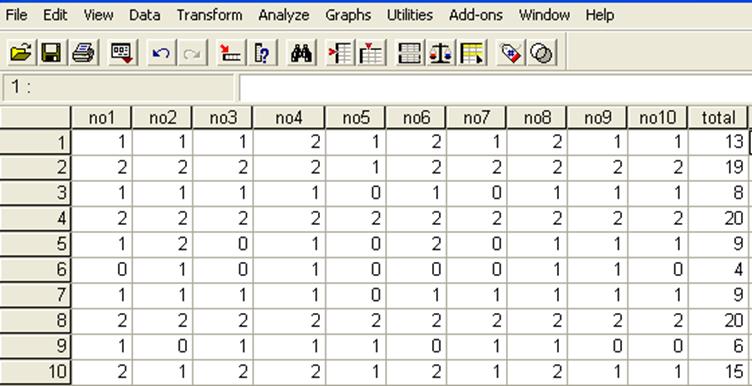 File Edit View Data Transform Analyze Graphs Utilities Add-ons Window Help
1 :
no1 no2 no3 no4 no5 no6 no7 no8 no9 no10 total
1 1 1 1 2 1 2 1 2 1 1 13
2 2 2 2 2 1 2 2 2 2 2 19
3 1 1 1 1 0 1 0 1 1 1 8
4 2 2 2 2 2 2 2 2 2 2 20
5 1 2 0 1 0 2 0 1 1 1 9
6 0 1 0 1 0 0 0 1 1 0 4
7 1 1 1 1 0 1 1 1 1 1 9
8 2 2 2 2 2 2 2 2 2 2 20
9 1 0 1 1 1 0 1 1 0 0 6
10 2 1 2 2 1 2 1 2 1 1 15